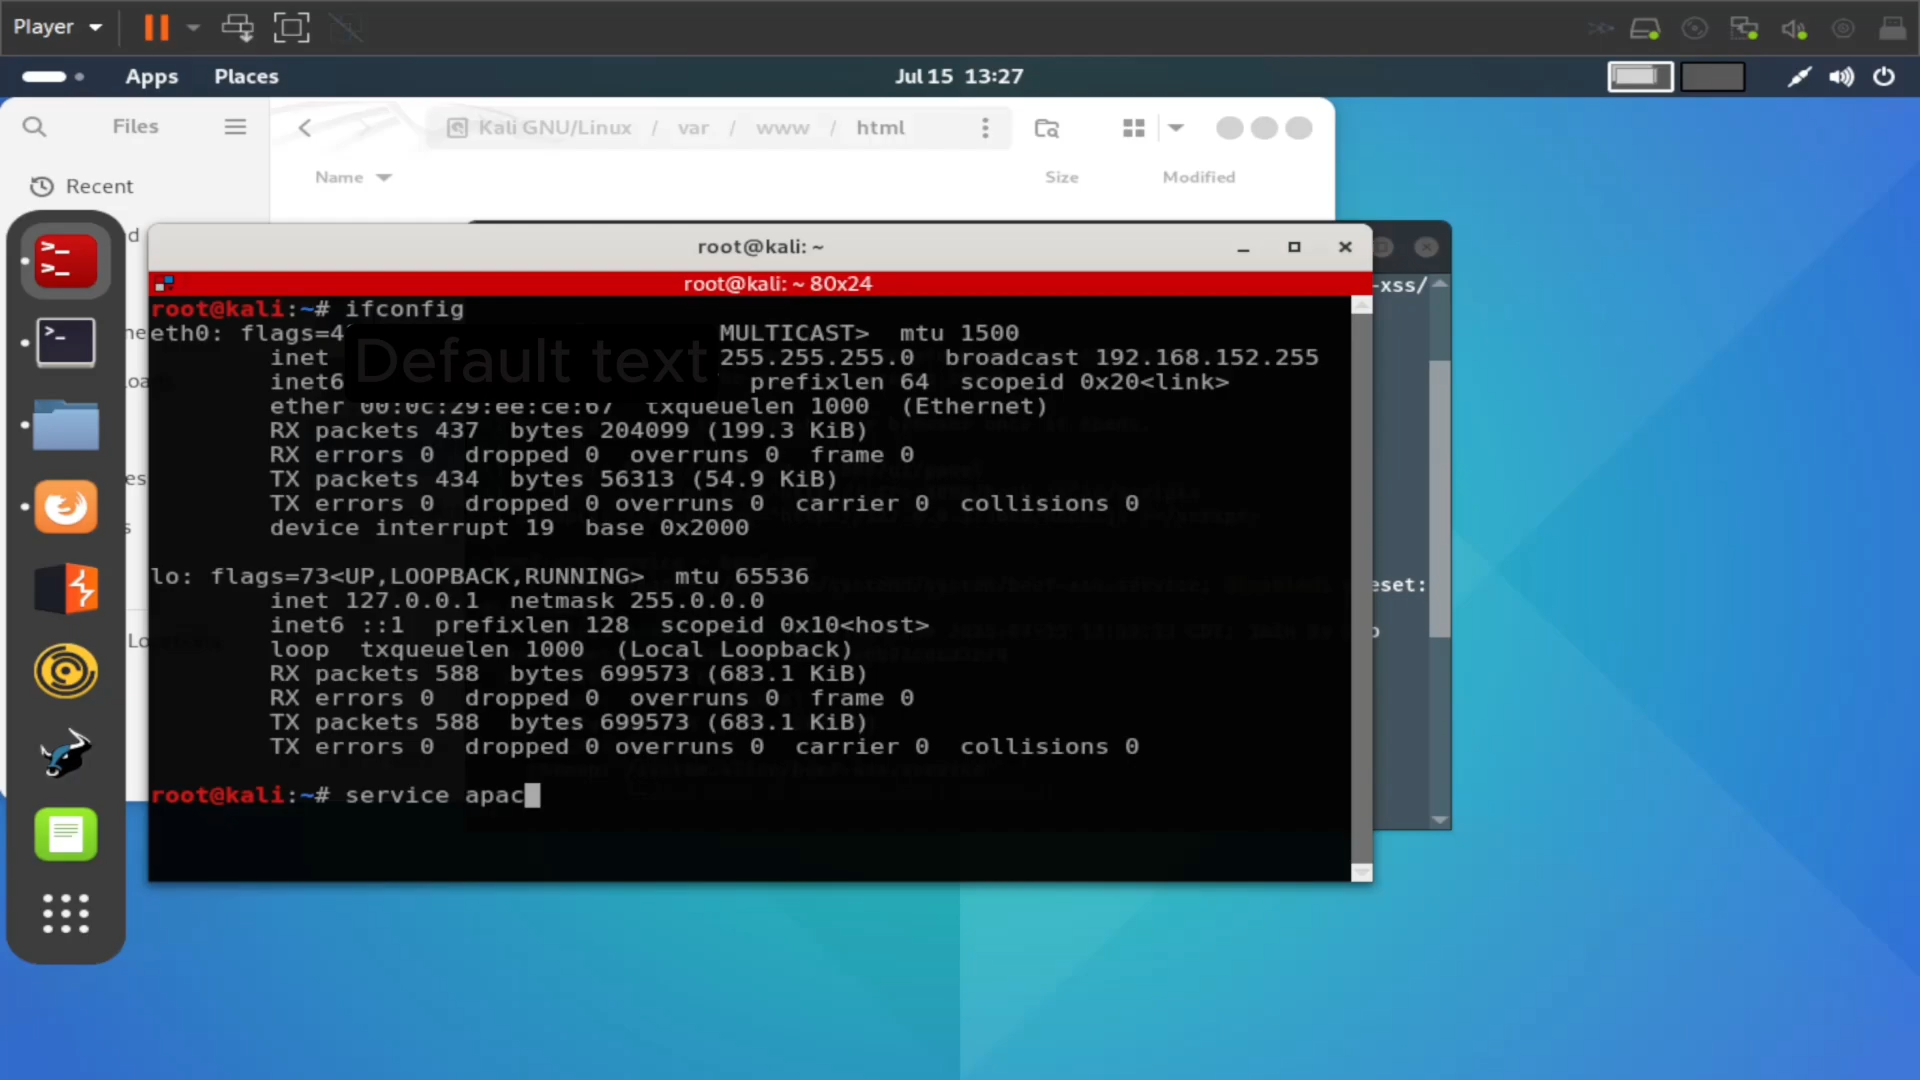 Player
Apps Places Jul 15 13:27
Files
Kali GNU/Linux / var / www / html
Name Size Modified
Recent
root@kali: ~
root@kali: ~ 80x24
-xss/
root@kali:~# ifconfig
eth0: flags=4 MULTICAST> mtu 1500
Default text
inet 255.255.255.0 broadcast 192.168.152.255
inet6 prefixlen 64 scopeid 0x20<link>
ether 00:0c:29:ee:ce:67 txqueuelen 1000 (Ethernet)
RX packets 437 bytes 204099 (199.3 KiB)
RX errors 0 dropped 0 overruns 0 frame 0
TX packets 434 bytes 56313 (54.9 KiB)
TX errors 0 dropped 0 overruns 0 carrier 0 collisions 0
device interrupt 19 base 0x2000
lo: flags=73<UP,LOOPBACK,RUNNING> mtu 65536
eset:
inet 127.0.0.1 netmask 255.0.0.0
inet6 ::1 prefixlen 128 scopeid 0x10<host>
loop txqueuelen 1000 (Local Loopback)
RX packets 588 bytes 699573 (683.1 KiB)
RX errors 0 dropped 0 overruns 0 frame 0
TX packets 588 bytes 699573 (683.1 KiB)
TX errors 0 dropped 0 overruns 0 carrier 0 collisions 0
root@kali:~# service apac